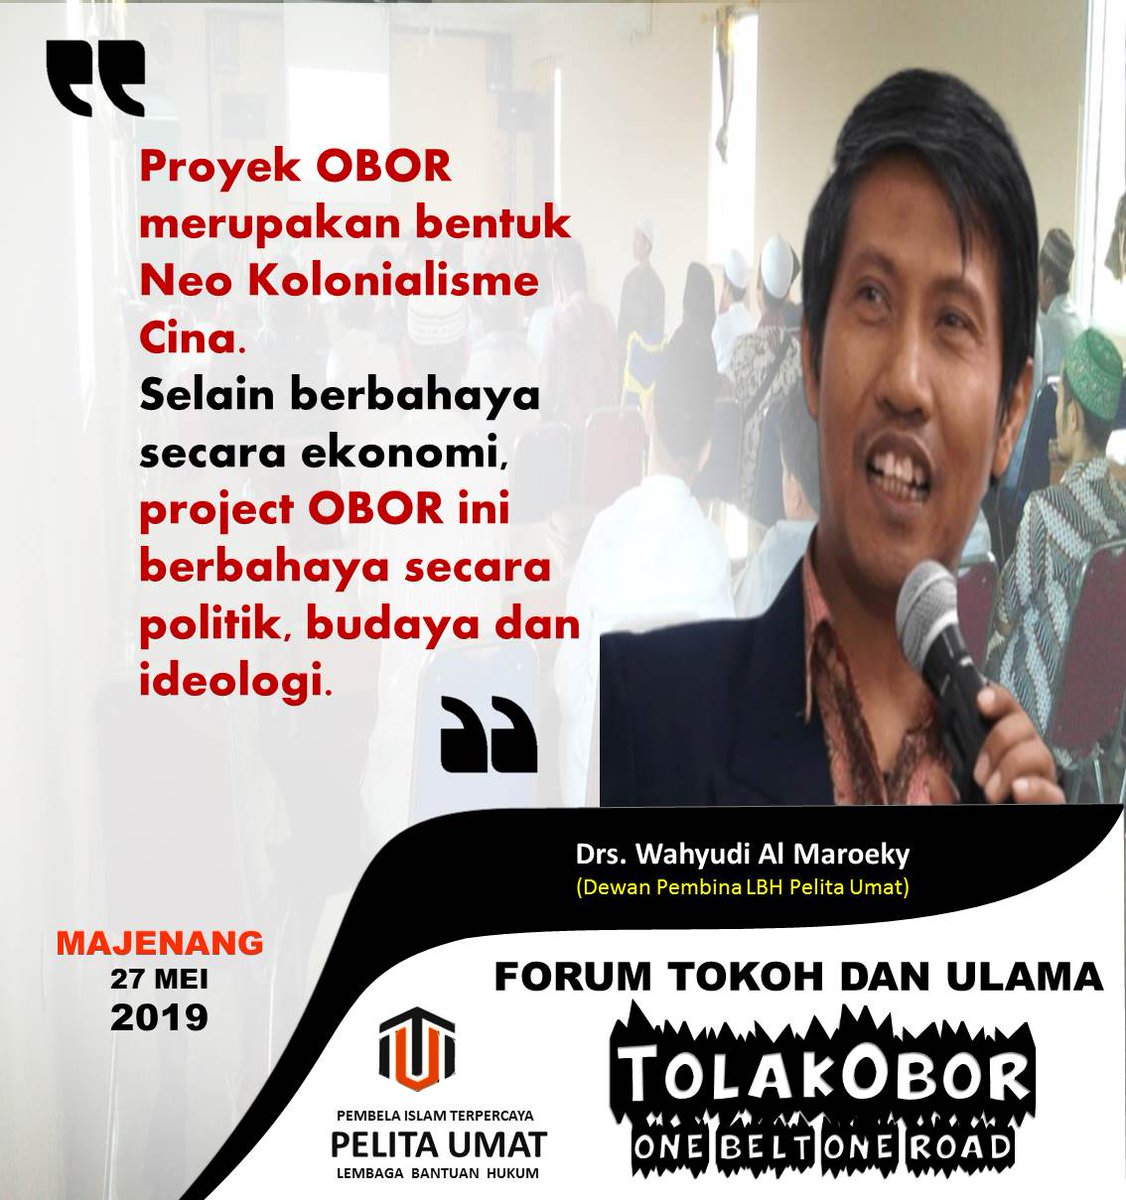 Proyek OBOR
merupakan bentuk
Neo Kolonialisme
Cina.
Selain berbahaya
secara ekonomi,
project OBOR ini
berbahaya secara
politik, budaya dan
ideologi.
Drs. Wahyudi Al Maroeky
(Dewan Pembina LBH Pelita Umat)
MAJENANG
27 MEI
2019
FORUM TOKOH DAN ULAMA
TOLAKOBOR
ONE BELT ONE ROAD
PEMBELA ISLAM TERPERCAYA
PELITA UMAT
LEMBAGA BANTUAN HUKUM